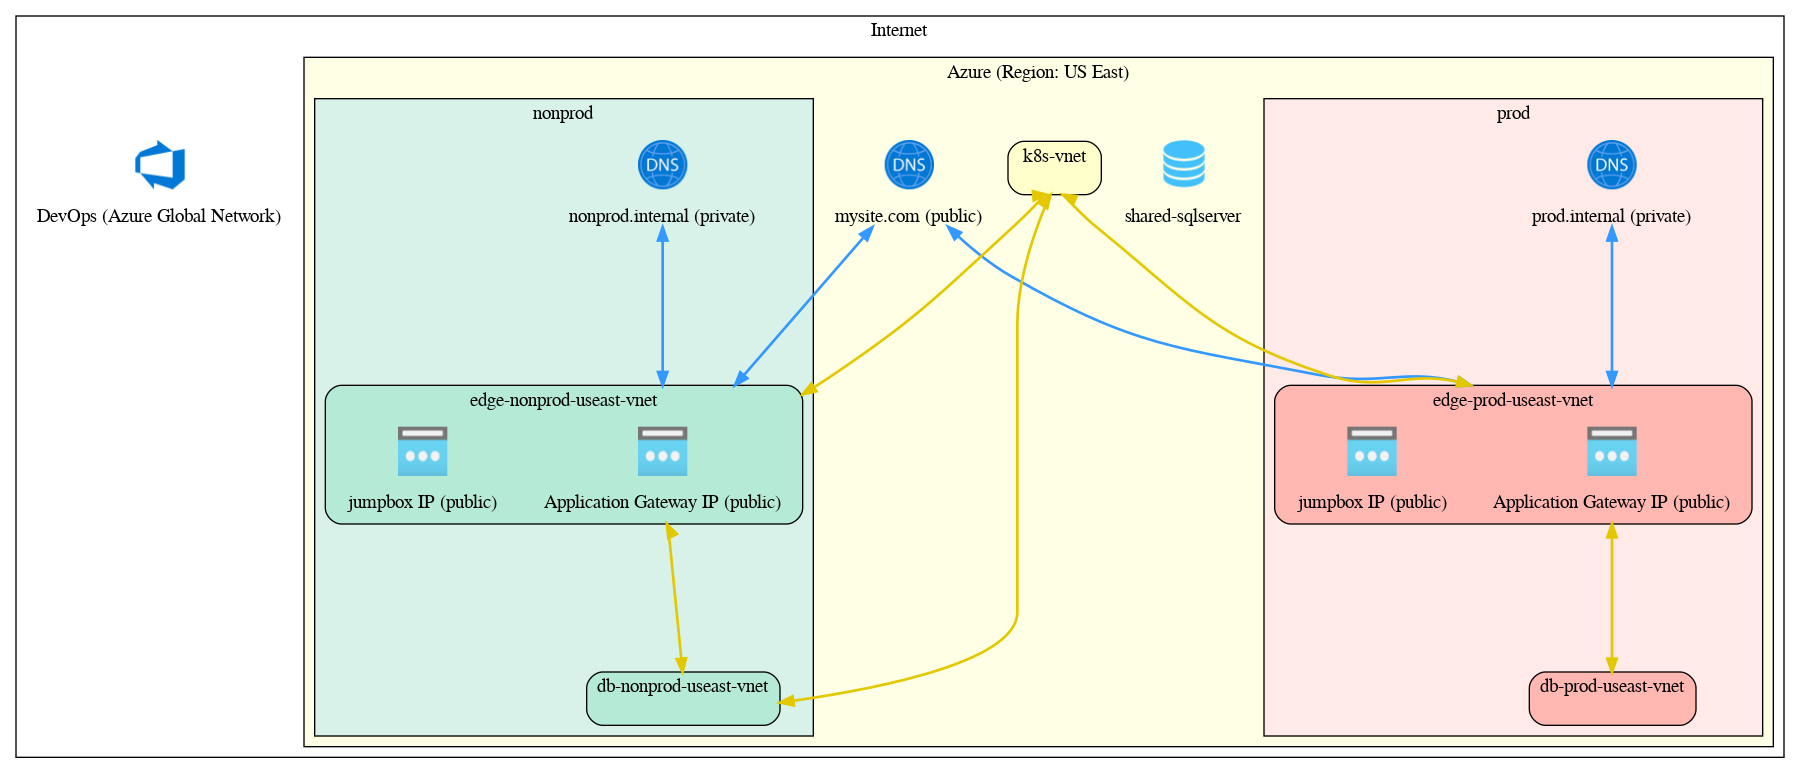 Internet
Azure (Region: US East)
nonprod
prod
DNS
DNS
DNS
k8s-vnet
DevOps (Azure Global Network)
nonprod.internal (private)
mysite.com (public)
shared-sqlserver
prod.internal (private)
edge-nonprod-useast-vnet
edge-prod-useast-vnet
jumpbox IP (public)
Application Gateway IP (public)
jumpbox IP (public)
Application Gateway IP (public)
db-nonprod-useast-vnet
db-prod-useast-vnet